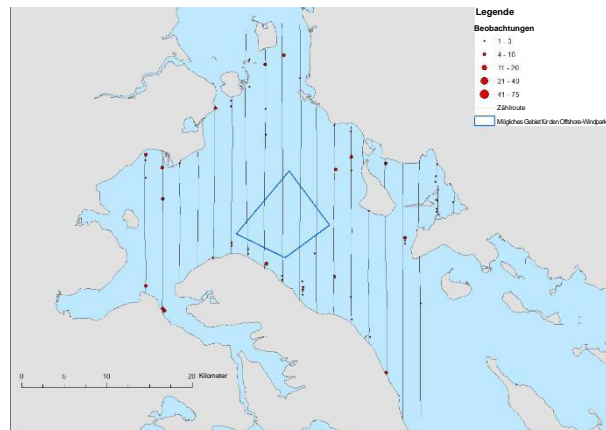 Legende
Beobachtungen
1 - 3
4 - 10
11 - 20
21 - 40
41 - 75
Zählroute
Mögliches Gebiet für den Offshore-Windpark
0 5 10 20 Kilometer